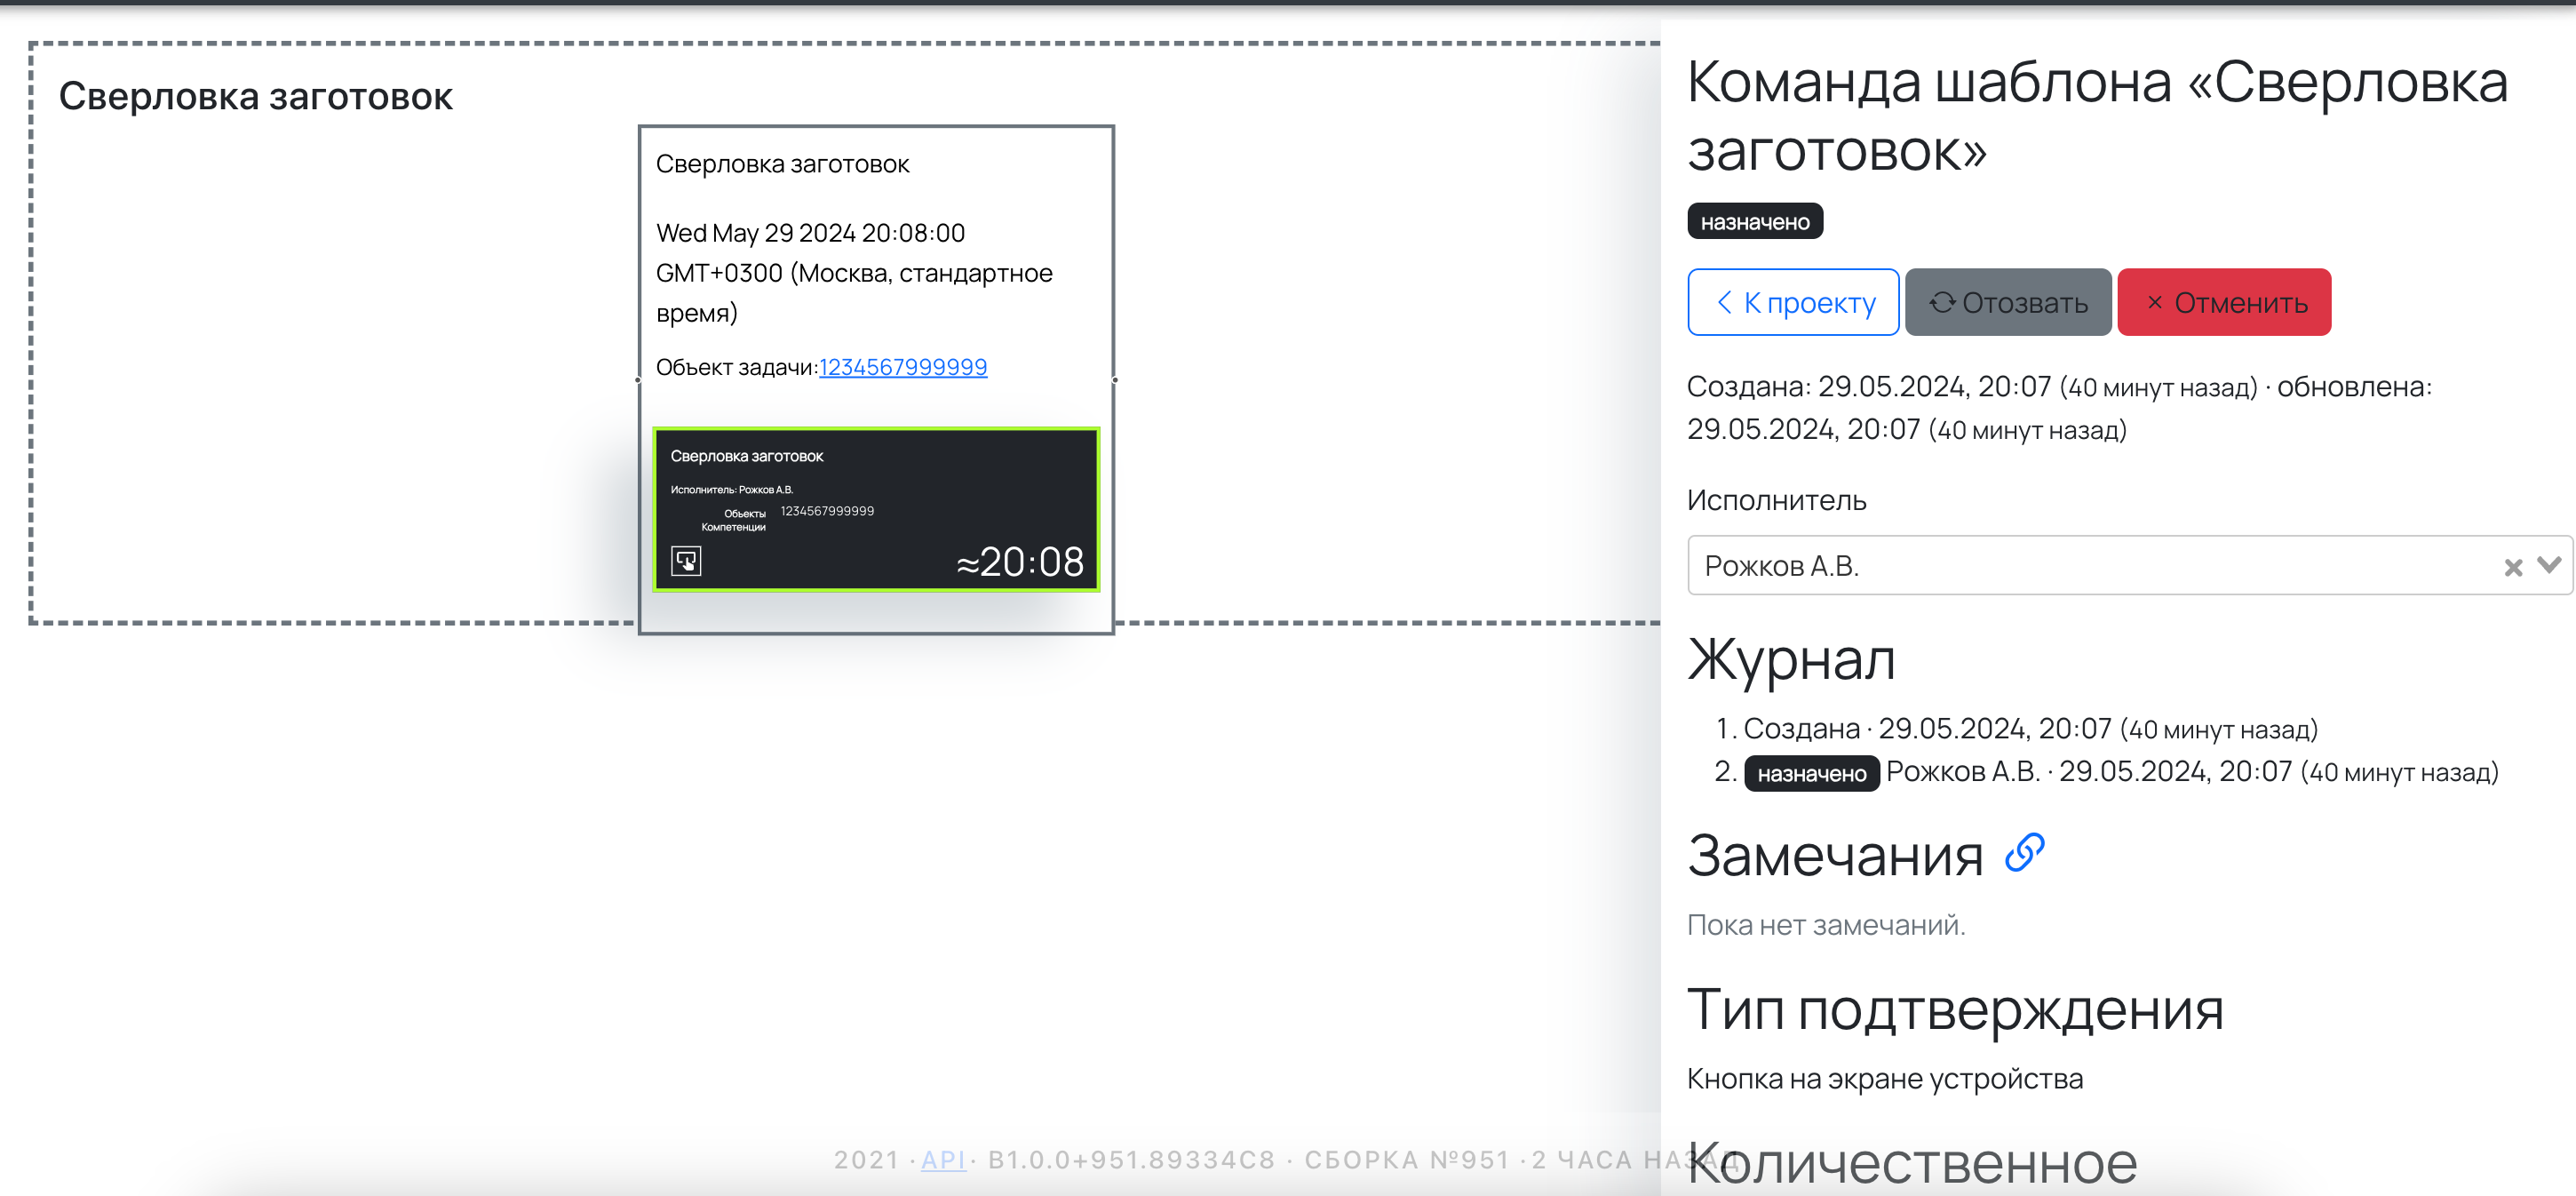 Сверловка заготовок
Сверловка заготовок
Wed May 29 2024 20:08:00
GMT+0300 (Москва, стандартное
время)
Объект задачи:1234567999999
Сверловка заготовок
Исполнитель: Рожков А.В.
Объекты 1234567999999
Компетенции
≈20:08
Команда шаблона «Сверловка
заготовок»
назначено
К проекту Отозвать Отменить
Создана: 29.05.2024, 20:07 (40 минут назад) · обновлена:
29.05.2024, 20:07 (40 минут назад)
Исполнитель
Рожков А.В.
Журнал
1. Создана · 29.05.2024, 20:07 (40 минут назад)
2. назначено Рожков А.В. · 29.05.2024, 20:07 (40 минут назад)
Замечания
Пока нет замечаний.
Тип подтверждения
Кнопка на экране устройства
Количественное
2021 · API · B1.0.0+951.89334C8 · СБОРКА №951 · 2 ЧАСА НАЗАД